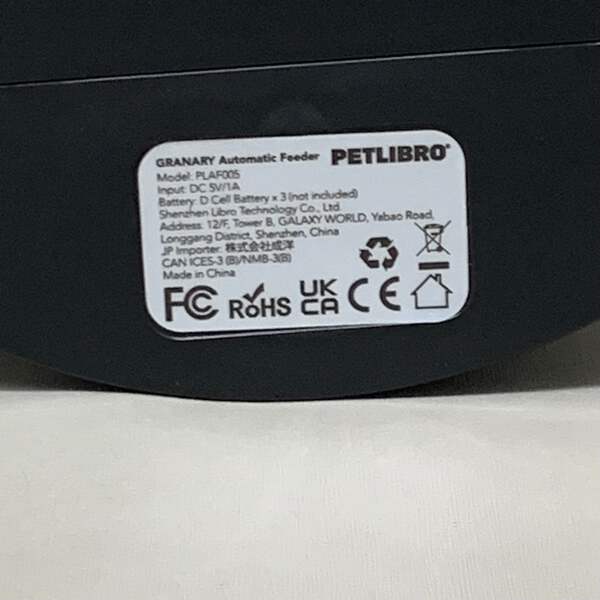 GRANARY Automatic Feeder PETLIBRO®
Model: PLAF005
Input: DC 5V/1A
Battery: D Cell Battery x 3 (not included)
Shenzhen Libro Technology Co., Ltd.
Address: 12/F, Tower B, GALAXY WORLD, Yabao Road,
Longgang District, Shenzhen, China
JP Importer: 株式会社成洋
CAN ICES-3 (B)/NMB-3(B)
Made in China
FC RoHS UK CA CE